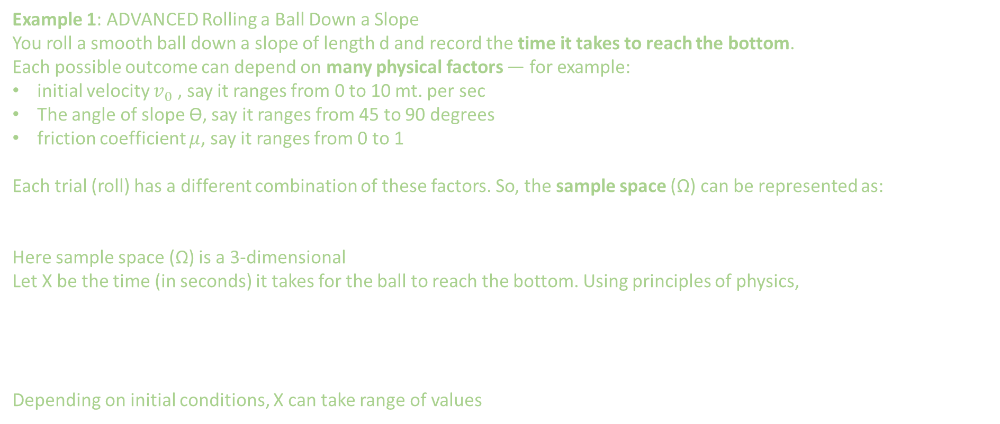 Example 1: ADVANCED Rolling a Ball Down a Slope
You roll a smooth ball down a slope of length d and record the time it takes to reach the bottom.
Each possible outcome can depend on many physical factors — for example:
• initial velocity 𝑣₀ , say it ranges from 0 to 10 mt. per sec
• The angle of slope ϴ, say it ranges from 45 to 90 degrees
• friction coefficient 𝜇, say it ranges from 0 to 1
Each trial (roll) has a different combination of these factors. So, the sample space (Ω) can be represented as:
Here sample space (Ω) is a 3-dimensional
Let X be the time (in seconds) it takes for the ball to reach the bottom. Using principles of physics,
Depending on initial conditions, X can take range of values